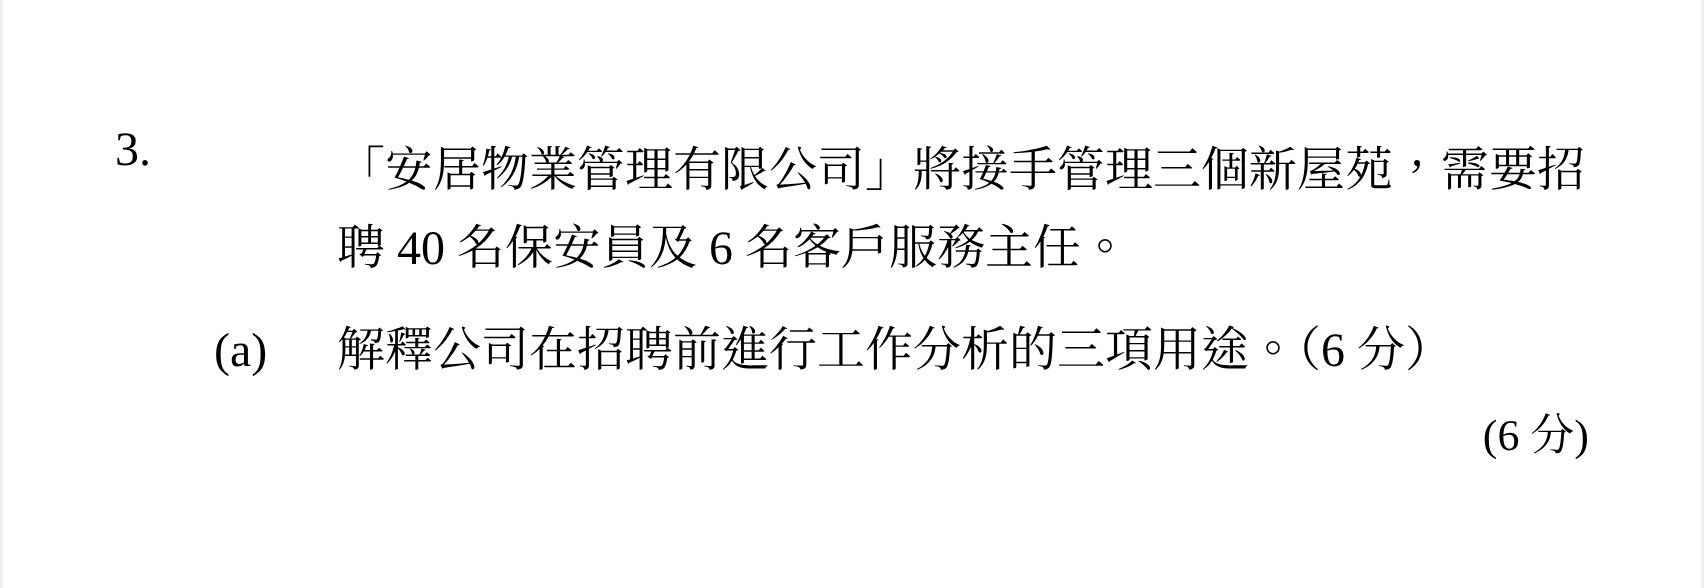 3.
「安居物業管理有限公司」將接手管理三個新屋苑，需要招
聘 40 名保安員及 6 名客戶服務主任。
(a) 解釋公司在招聘前進行工作分析的三項用途。（6 分）
(6 分)